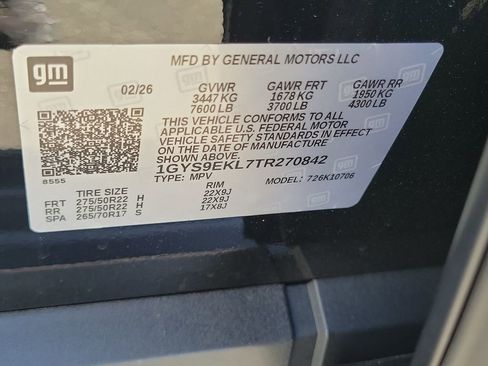 gm
MFD BY GENERAL MOTORS LLC
02/26 GVWR GAWR FRT GAWR RR
3447 KG 1678 KG 1950 KG
7600 LB 3700 LB 4300 LB
THIS VEHICLE CONFORMS TO ALL
APPLICABLE U.S. FEDERAL MOTOR
VEHICLE SAFETY STANDARDS IN EFFECT
ON THE DATE OF MANUFACTURE
SHOWN ABOVE.
1GYS9EKL7TR270842
8555
TYPE: MPV MODEL: 726K10706
TIRE SIZE RIM
FRT 275/50R22 H 22X9J
RR 275/50R22 H 22X9J
SPA 265/70R17 S 17X8J